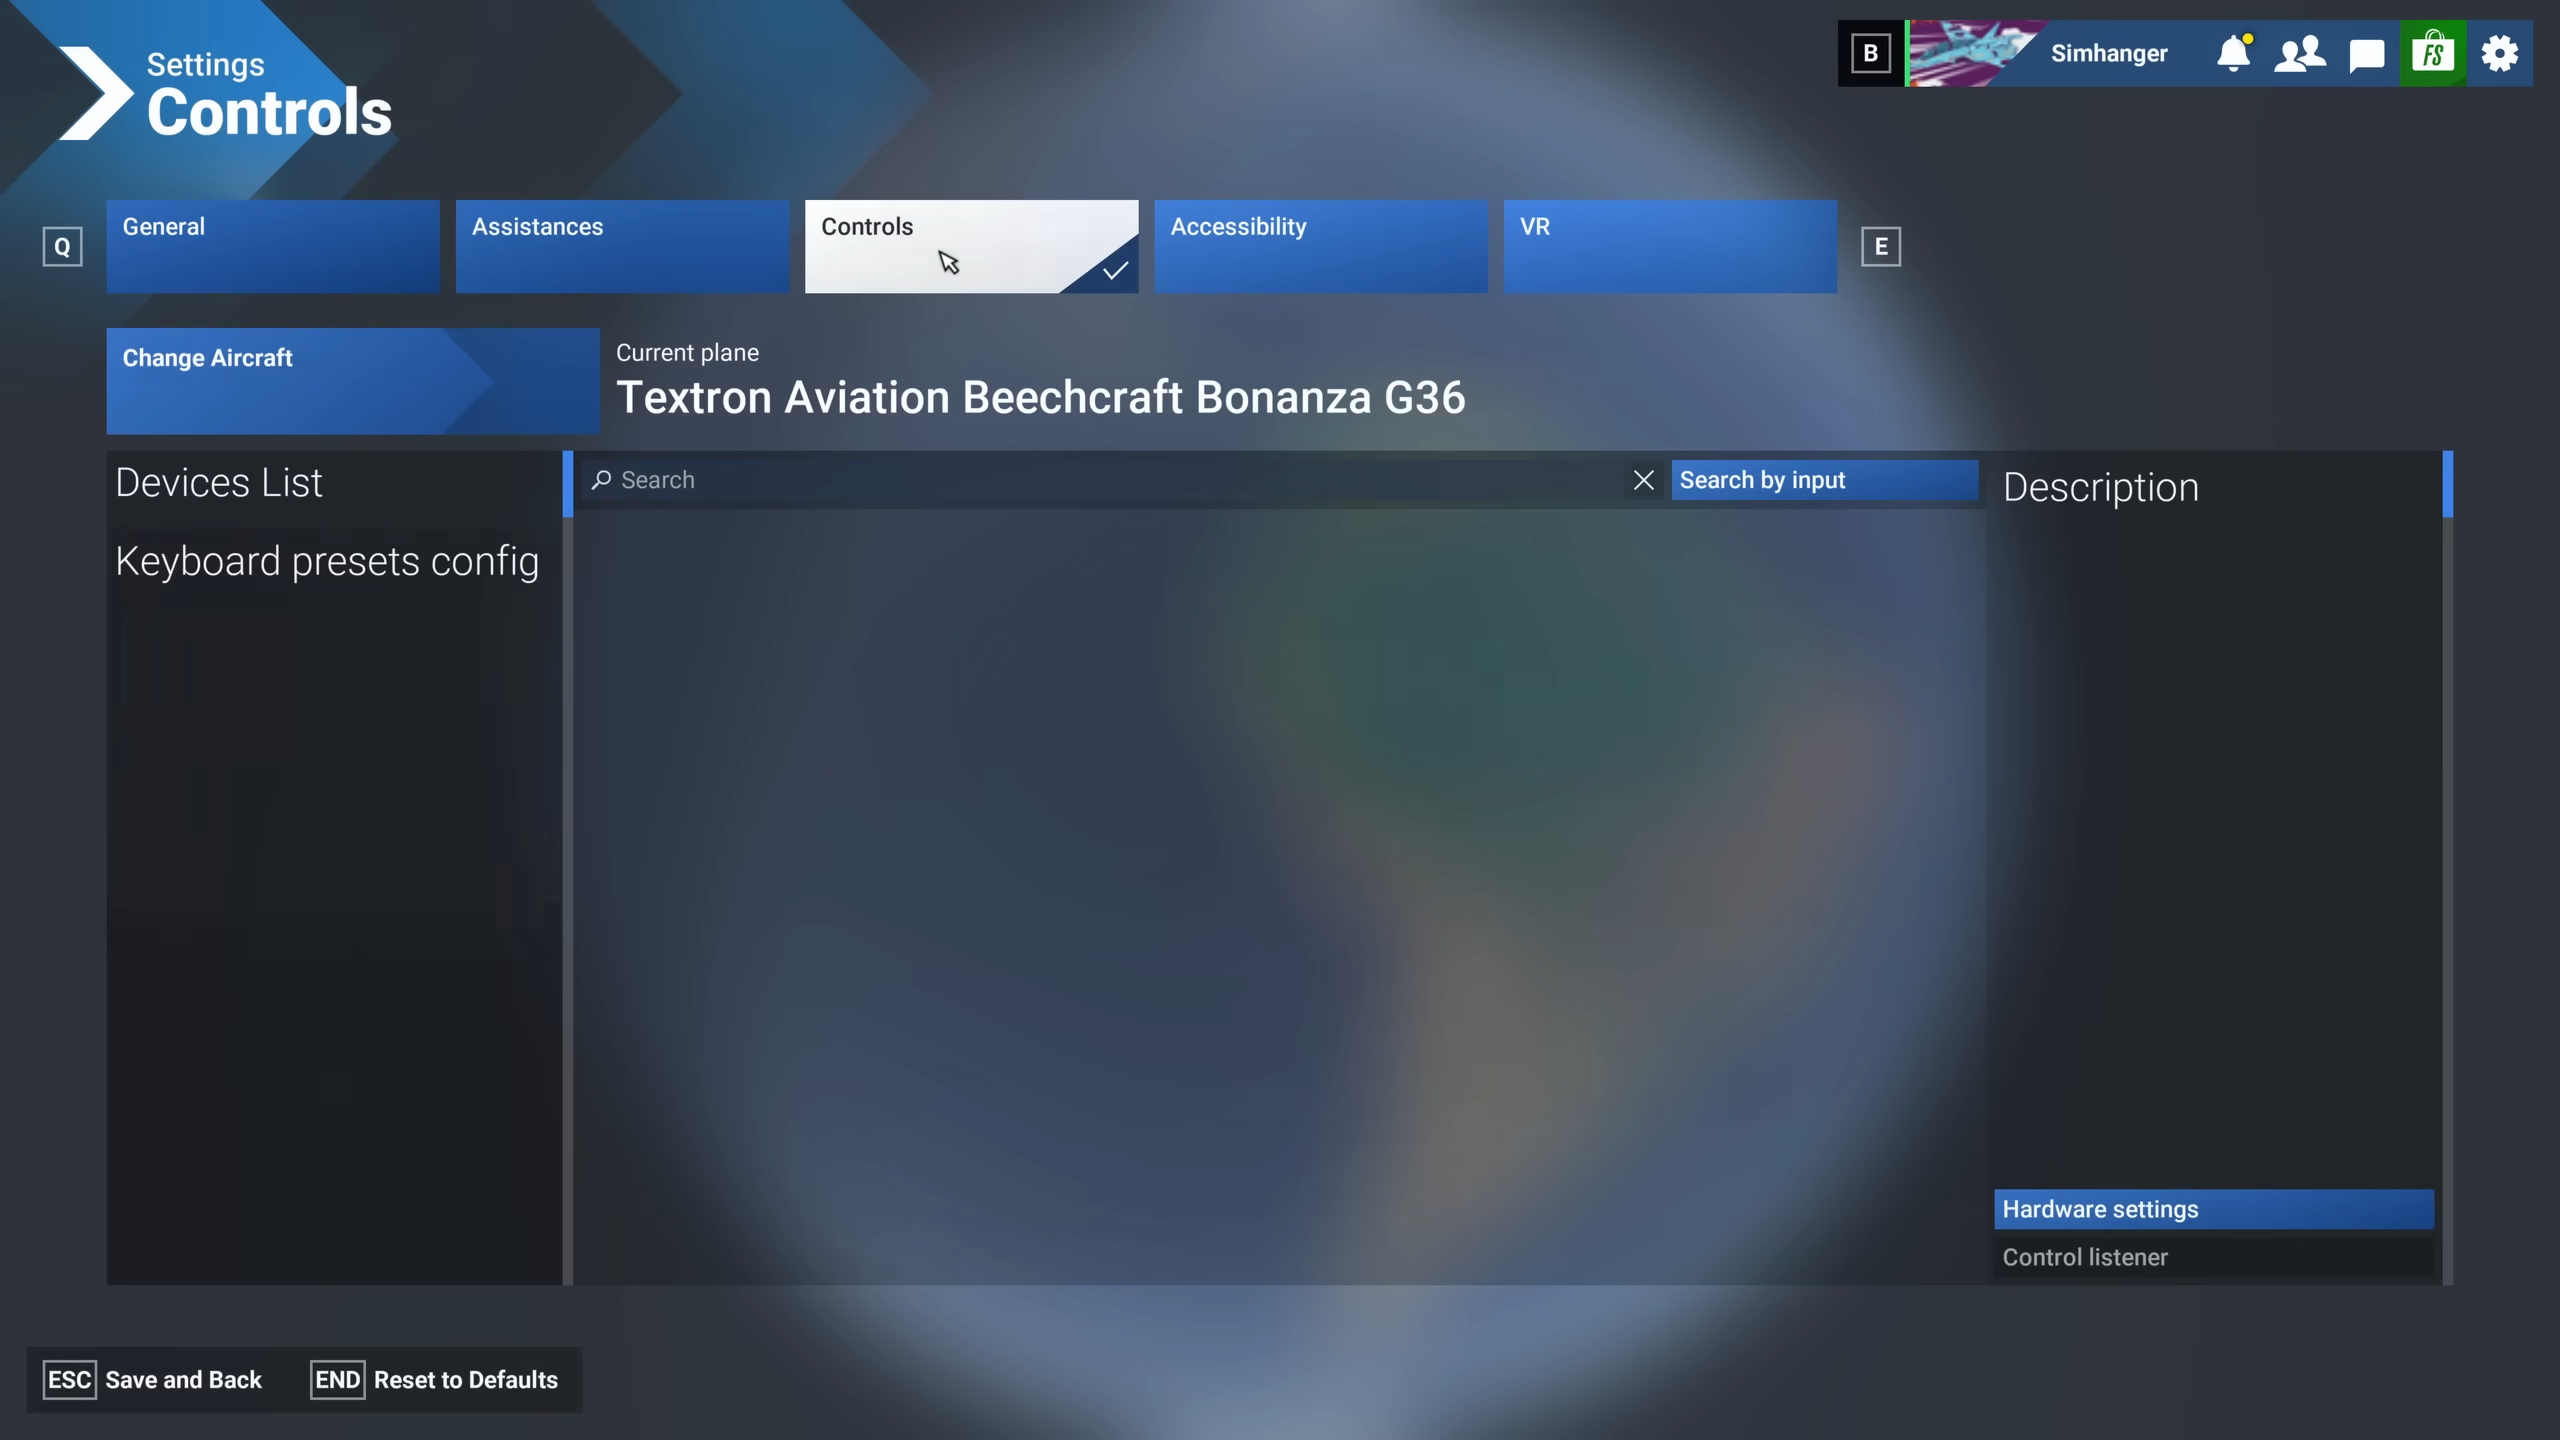 Settings
Controls
B
Simhanger
FS
Q
General
Assistances
Controls
Accessibility
VR
E
Change Aircraft
Current plane
Textron Aviation Beechcraft Bonanza G36
Devices List
Search
Search by input
Description
Keyboard presets config
Hardware settings
Control listener
ESC Save and Back
END Reset to Defaults